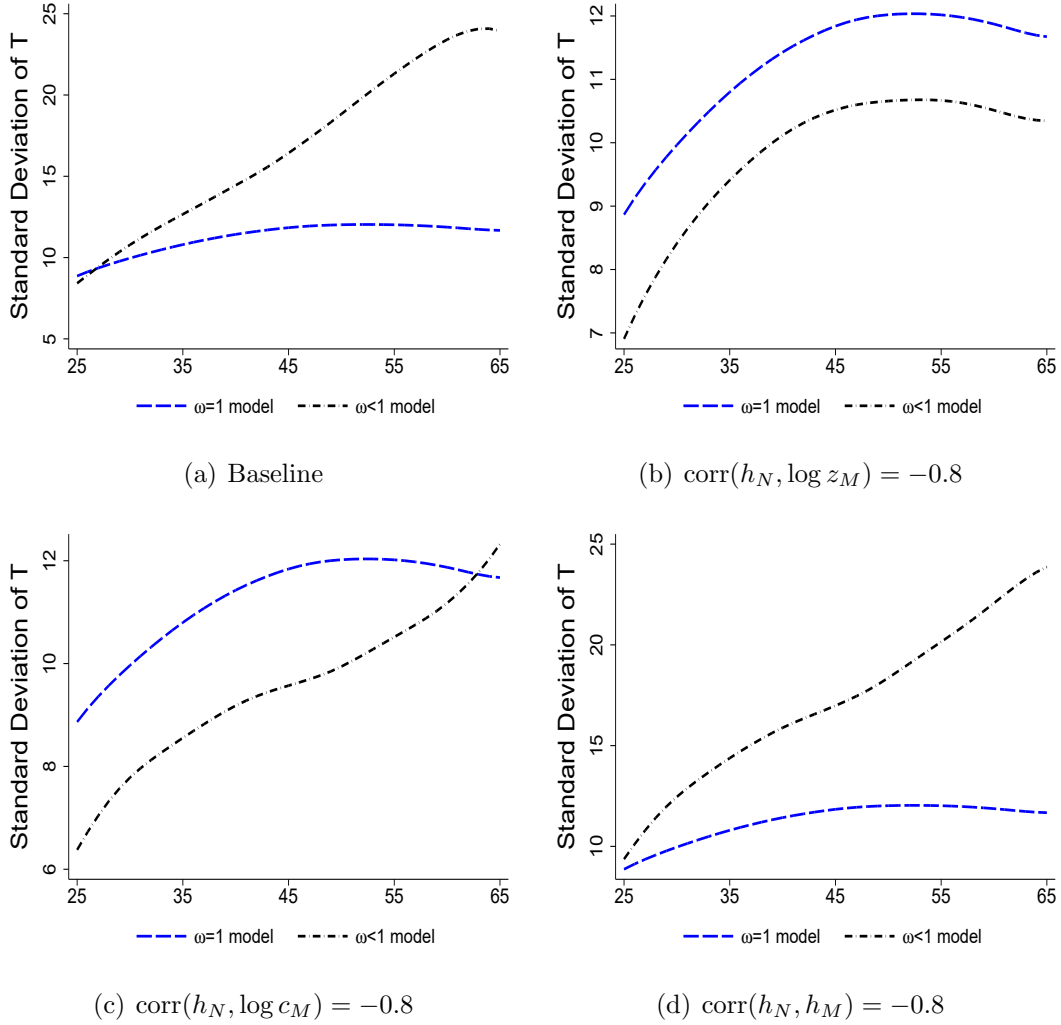 Standard Deviation of T
25
20
15
10
5
25 35 45 55 65
ω=1 model ω<1 model
(a) Baseline
Standard Deviation of T
12
11
10
9
8
7
25 35 45 55 65
ω=1 model ω<1 model
(b) corr(h_N, log z_M) = −0.8
Standard Deviation of T
12
10
8
6
25 35 45 55 65
ω=1 model ω<1 model
(c) corr(h_N, log c_M) = −0.8
Standard Deviation of T
25
20
15
10
25 35 45 55 65
ω=1 model ω<1 model
(d) corr(h_N, h_M) = −0.8